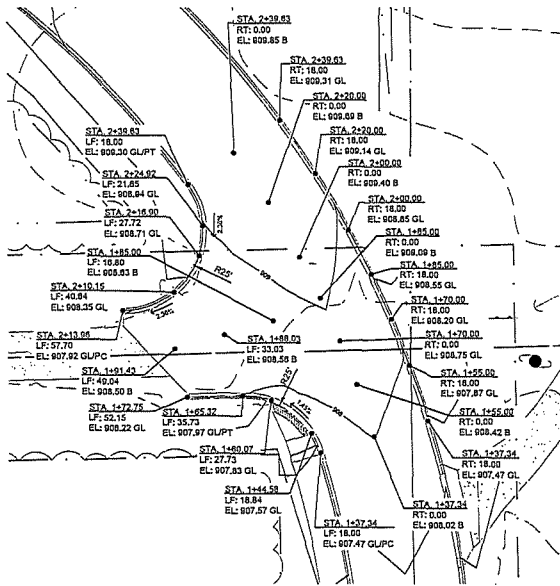 STA. 2+39.63
RT: 0.00
EL: 909.85 B
STA. 2+39.63
RT: 18.00
EL: 909.31 GL
STA. 2+20.00
RT: 0.00
EL: 909.69 B
STA. 2+20.00
RT: 18.00
EL: 909.14 GL
STA. 2+00.00
RT: 0.00
EL: 909.40 B
STA. 2+00.00
RT: 18.00
EL: 908.85 GL
STA. 1+85.00
RT: 0.00
EL: 909.09 B
STA. 1+85.00
RT: 18.00
EL: 908.55 GL
STA. 1+70.00
RT: 18.00
EL: 908.20 GL
STA. 1+70.00
RT: 0.00
EL: 908.75 GL
STA. 1+55.00
RT: 18.00
EL: 907.87 GL
STA. 1+55.00
RT: 0.00
EL: 908.42 B
STA. 1+37.34
RT: 18.00
EL: 907.47 GL
STA. 1+37.34
RT: 0.00
EL: 908.02 B
STA. 2+39.63
LF: 18.00
EL: 909.30 GL/PT
STA. 2+24.92
LF: 21.65
EL: 908.94 GL
STA. 2+16.90
LF: 27.72
EL: 908.71 GL
STA. 1+85.00
LF: 16.80
EL: 908.83 B
STA. 2+10.15
LF: 40.64
EL: 908.35 GL
STA. 2+13.96
LF: 57.70
EL: 907.92 GL/PC
STA. 1+91.43
LF: 49.04
EL: 908.50 B
STA. 1+88.03
LF: 33.03
EL: 908.56 B
STA. 1+72.75
LF: 52.15
EL: 908.22 GL
STA. 1+65.32
LF: 35.73
EL: 907.97 GL/PT
STA. 1+60.07
LF: 27.73
EL: 907.83 GL
STA. 1+44.58
LF: 18.84
EL: 907.57 GL
STA. 1+37.34
LF: 18.00
EL: 907.47 GL/PC
R25'
R25'
909
908
1.41%